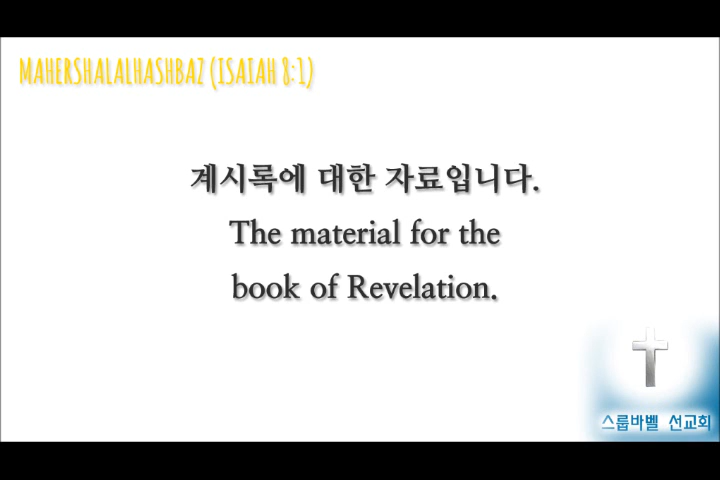 MAHERSHALALHASHBAZ (ISAIAH 8:1)
계시록에 대한 자료입니다.
The material for the
book of Revelation.
스룹바벨 선교회